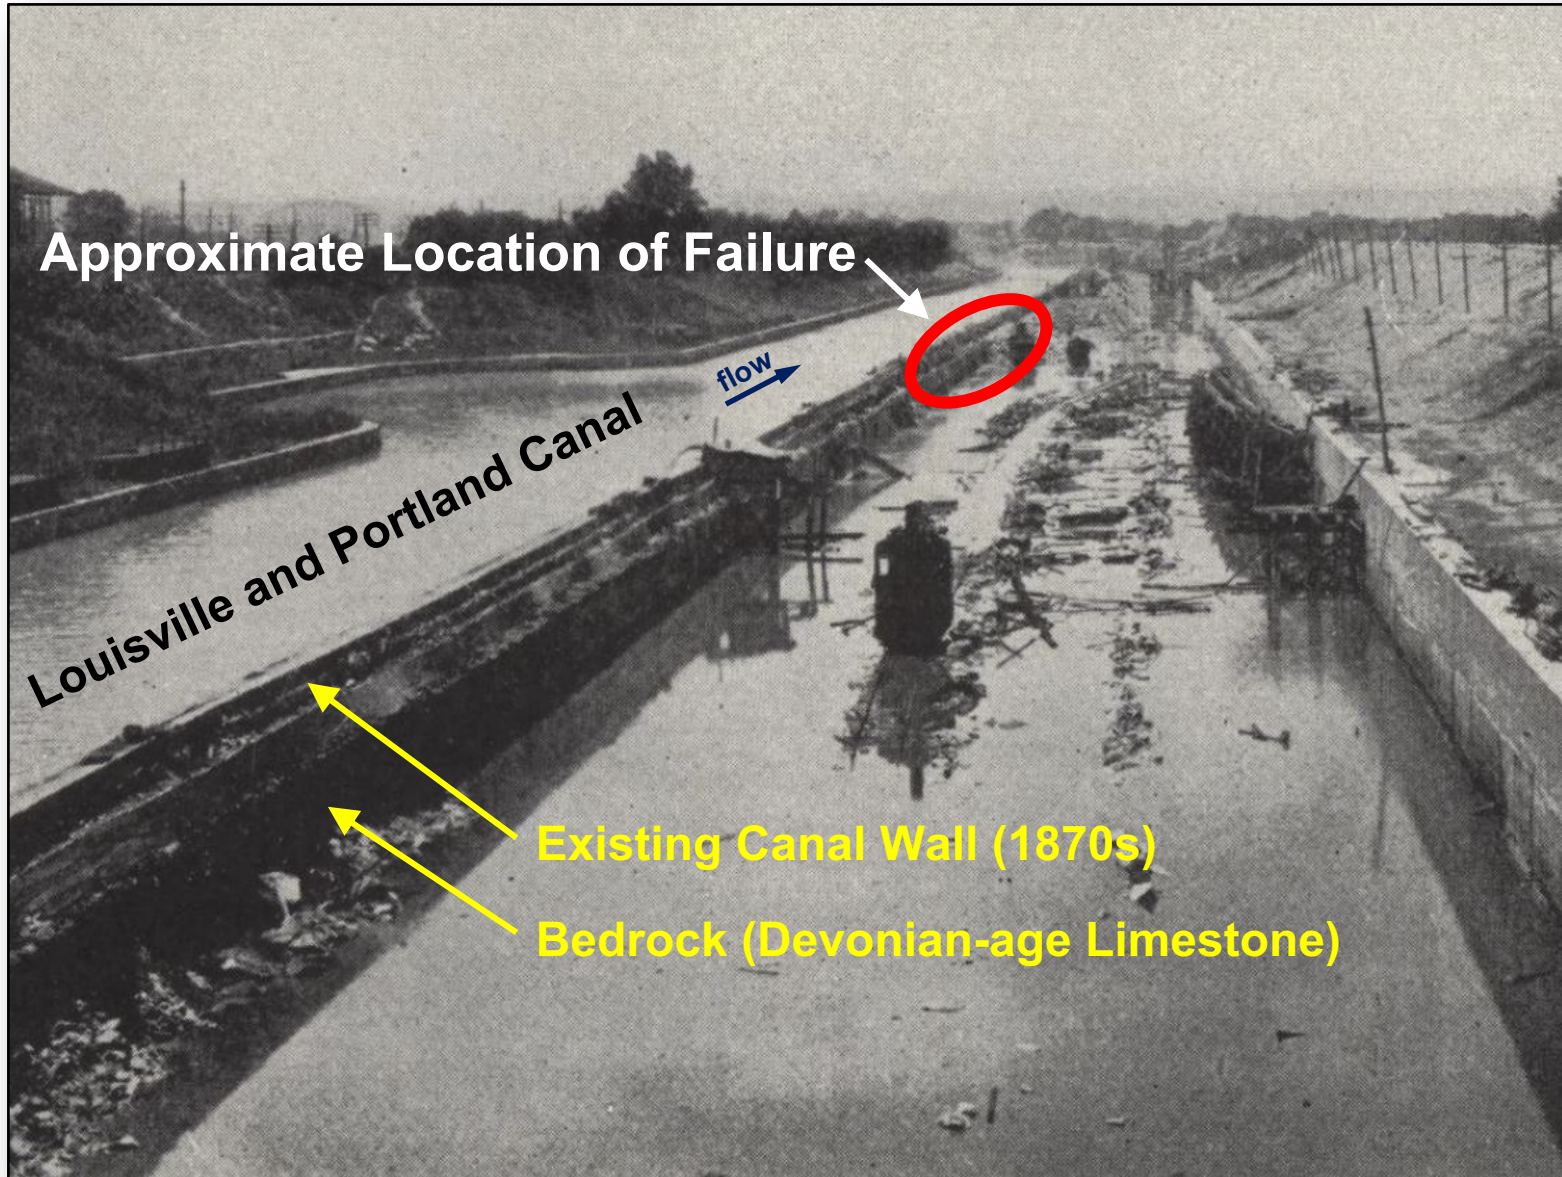 Approximate Location of Failure
flow
Louisville and Portland Canal
Existing Canal Wall (1870s)
Bedrock (Devonian-age Limestone)